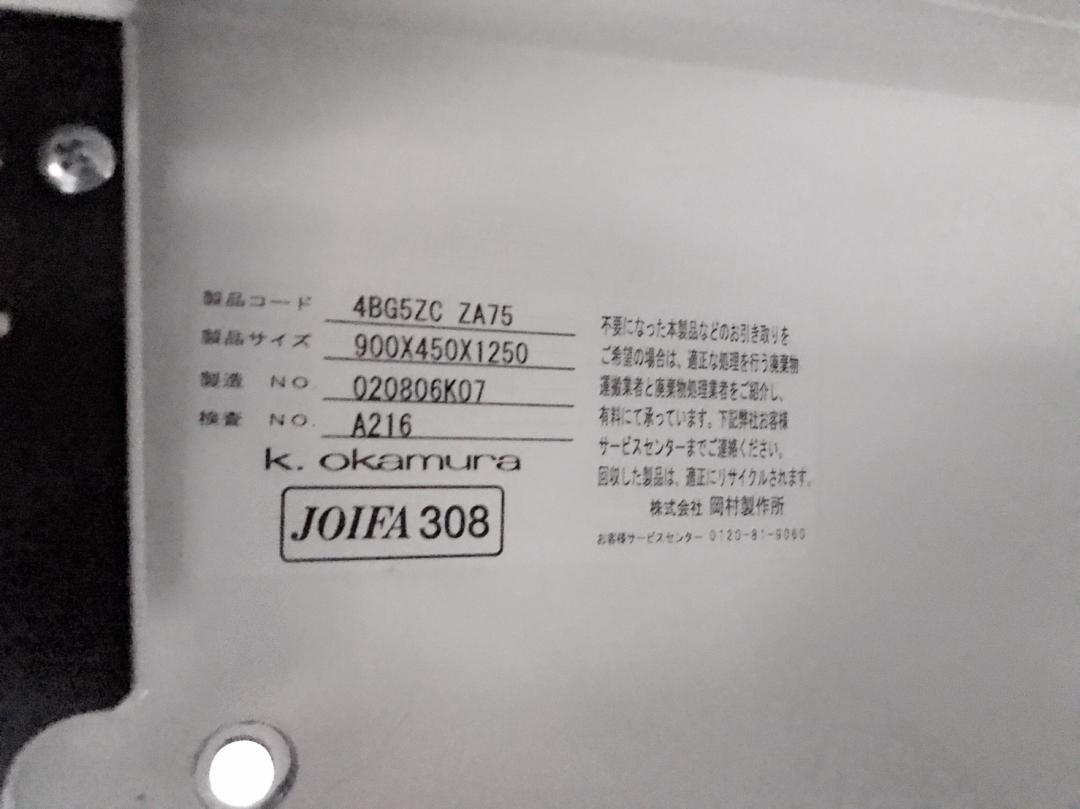 製品コード 4BG5ZC ZA75
製品サイズ 900X450X1250
製造 NO. 020806K07
検査 NO. A216
k. okamura
JOIFA 308
不要になった本製品などのお引き取りを
ご希望の場合は、適正な処理を行う廃棄物
運搬業者と廃棄物処理業者をご紹介し、
有料にて承っています。下記弊社お客様
サービスセンターまでご連絡ください。
回収した製品は、適正にリサイクルされます。
株式会社 岡村製作所
お客様サービスセンター 0120-81-9060